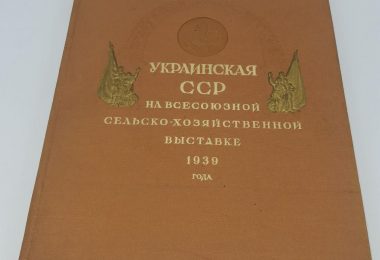 УКРАИНСКАЯ
ССР
НА ВСЕСОЮЗНОЙ
СЕЛЬСКО-ХОЗЯЙСТВЕННОЙ
ВЫСТАВКЕ
1939
ГОДА